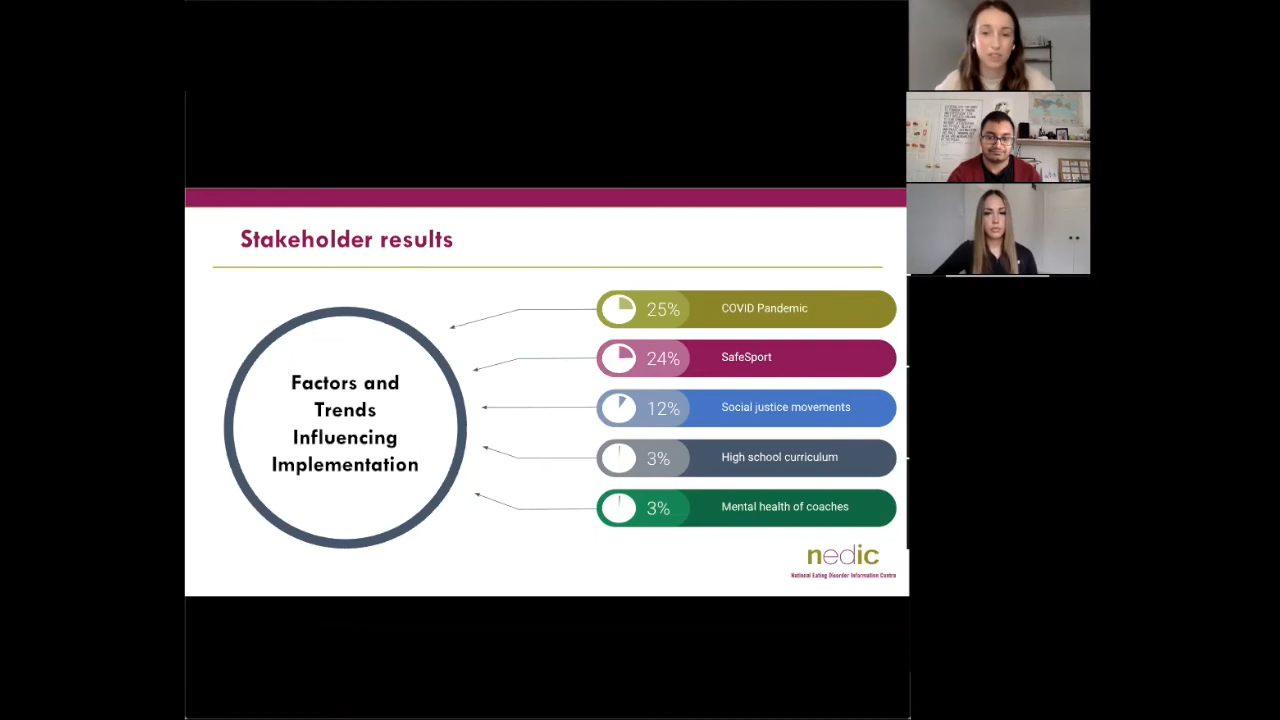 Stakeholder results
Factors and
Trends
Influencing
Implementation
25% COVID Pandemic
24% SafeSport
12% Social justice movements
3% High school curriculum
3% Mental health of coaches
nedic
National Eating Disorder Information Centre